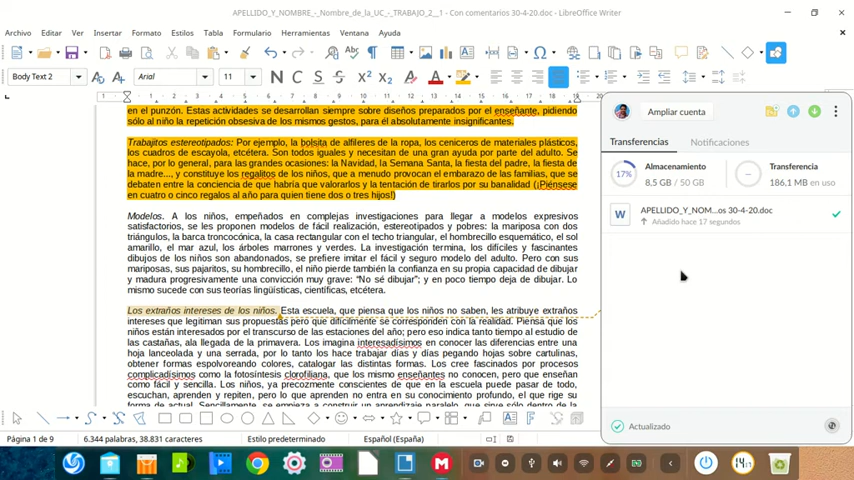 APELLIDO_Y_NOMBRE_-_Nombre_de_la_UC_-_TRABAJO_2__1 - Con comentarios 30-4-20.doc - LibreOffice Writer
Archivo Editar Ver Insertar Formato Estilos Tabla Formulario Herramientas Ventana Ayuda
Body Text 2 Arial 11 N C S S X² X₂
en el punzón. Estas actividades se desarrollan siempre sobre diseños preparados por el enseñante, pidiendo
sólo al niño la repetición obsesiva de los mismos gestos, para él absolutamente insignificantes.
Trabajitos estereotipados: Por ejemplo, la bolsita de alfileres de la ropa, los ceniceros de materiales plásticos,
los cuadros de escayola, etcétera. Son todos iguales y necesitan de una gran ayuda por parte del adulto. Se
hace, por lo general, para las grandes ocasiones: la Navidad, la Semana Santa, la fiesta del padre, la fiesta de
la madre..., y constituye los regalitos de los niños, que a menudo provocan el embarazo de las familias, que se
debaten entre la conciencia de que habría que valorarlos y la tentación de tirarlos por su banalidad (¡Piénsese
en cuatro o cinco regalos al año para quien tiene dos o tres hijos!)
Modelos. A los niños, empeñados en complejas investigaciones para llegar a modelos expresivos
satisfactorios, se les proponen modelos de fácil realización, estereotipados y pobres: la mariposa con dos
triángulos, la barca troncocónica, la casa rectangular con el techo triangular, el hombrecillo esquemático, el sol
amarillo, el mar azul, los árboles marrones y verdes. La investigación termina, los difíciles y fascinantes
dibujos de los niños son abandonados, se prefiere imitar el fácil y seguro modelo del adulto. Pero con sus
mariposas, sus pajaritos, su hombrecillo, el niño pierde también la confianza en su propia capacidad de dibujar
y madura progresivamente una convicción muy grave: "No sé dibujar"; y en poco tiempo deja de dibujar. Lo
mismo sucede con sus teorías lingüísticas, científicas, etcétera.
Los extraños intereses de los niños. Esta escuela, que piensa que los niños no saben, les atribuye extraños
intereses que legitiman sus propuestas pero que difícilmente se corresponden con la realidad. Piensa que los
niños están interesados por el transcurso de las estaciones del año; pero eso indica tanto tiempo al estudio de
las castañas, ala llegada de la primavera. Los imagina interesadísimos en conocer las diferencias entre una
hoja lanceolada y una serrada, por lo tanto los hace trabajar días y días pegando hojas sobre cartulinas,
obtener formas espolvoreando colores, catalogar las distintas formas. Los cree fascinados por procesos
complicadísimos como la fotosíntesis clorofiliana, que los mismo enseñantes no conocen, pero que enseñan
como fácil y sencilla. Los niños, ya precozmente conscientes de que en la escuela puede pasar de todo,
escuchan, aprenden y repiten, pero lo que aprenden no entra en su conocimiento profundo, el que rige su
forma de actual. Sencillamente, se empieza a construir un aprendizaje paralelo, que sirve sólo dentro de la
Ampliar cuenta
Transferencias Notificaciones
17% Almacenamiento
8,5 GB / 50 GB
Transferencia
186,1 MB en uso
W APELLIDO_Y_NOM...os 30-4-20.doc
Añadido hace 17 segundos
Actualizado
Página 1 de 9 6.344 palabras, 38.831 caracteres Estilo predeterminado Español (España)